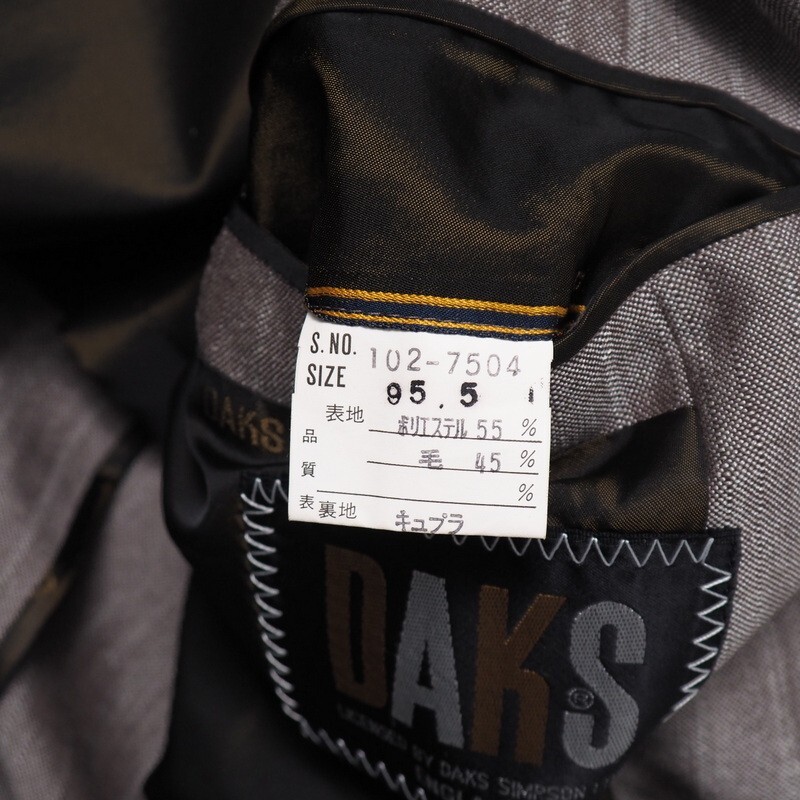 S.NO. 102-7504
SIZE 95.5 1
表地 ポリエステル 55 %
品 毛 45 %
質 %
表 裏地 キュプラ
DAKS
DAKS®
LICENSED BY DAKS SIMPSON